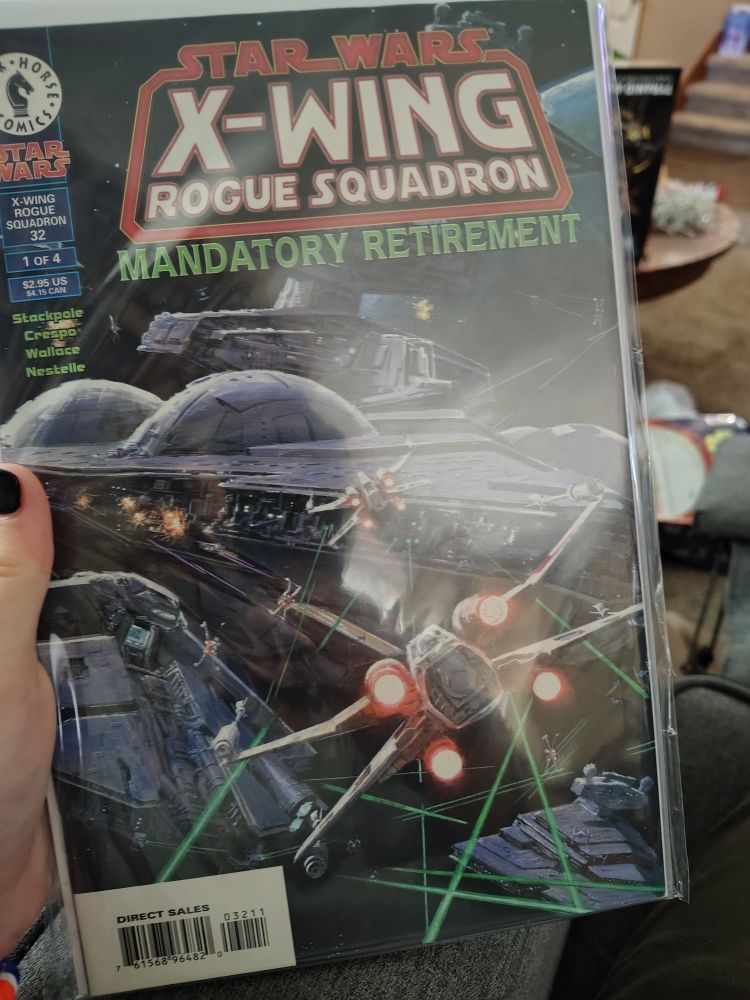 DARK HORSE COMICS
STAR WARS
X-WING
ROGUE SQUADRON
MANDATORY RETIREMENT
STAR WARS
X-WING
ROGUE
SQUADRON
32
1 OF 4
$2.95 US
$4.15 CAN
Stackpole
Crespo
Wallace
Nestelle
DIRECT SALES
03211
7 61568 96482 0